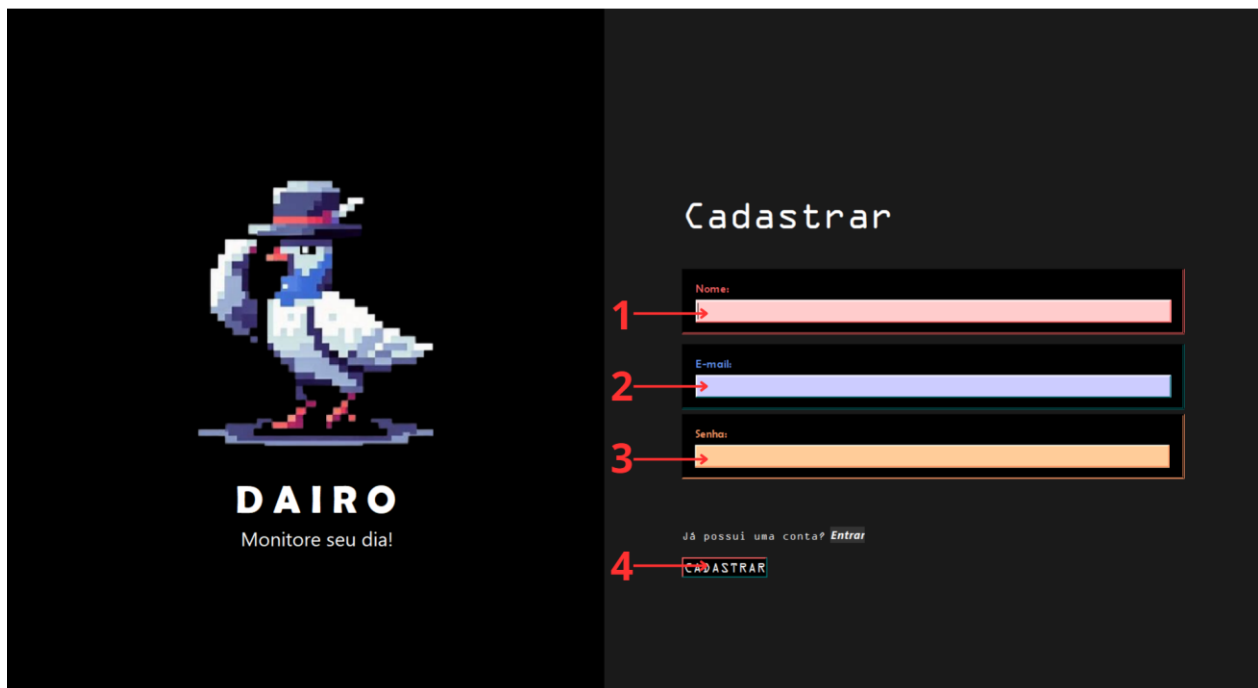 DAIRO
Monitore seu dia!
Cadastrar
1
Nome:
2
E-mail:
3
Senha:
Já possui uma conta? Entrar
4
CADASTRAR